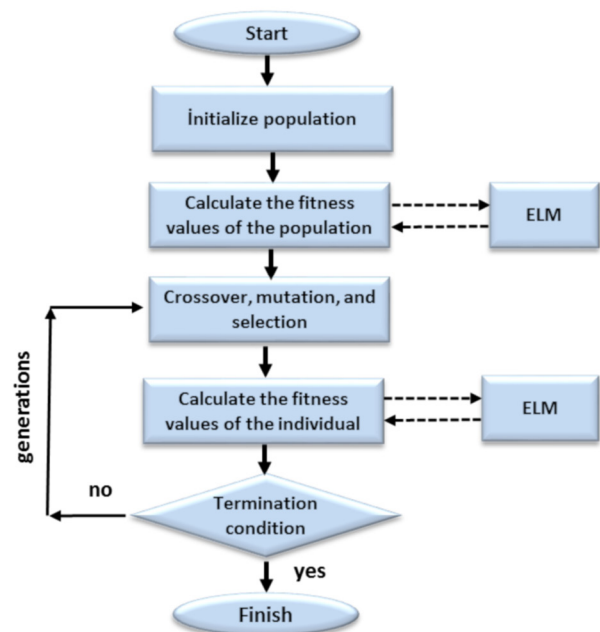 Start
İnitialize population
Calculate the fitness
values of the population
ELM
Crossover, mutation, and
selection
generations
Calculate the fitness
values of the individual
ELM
no
Termination
condition
yes
Finish